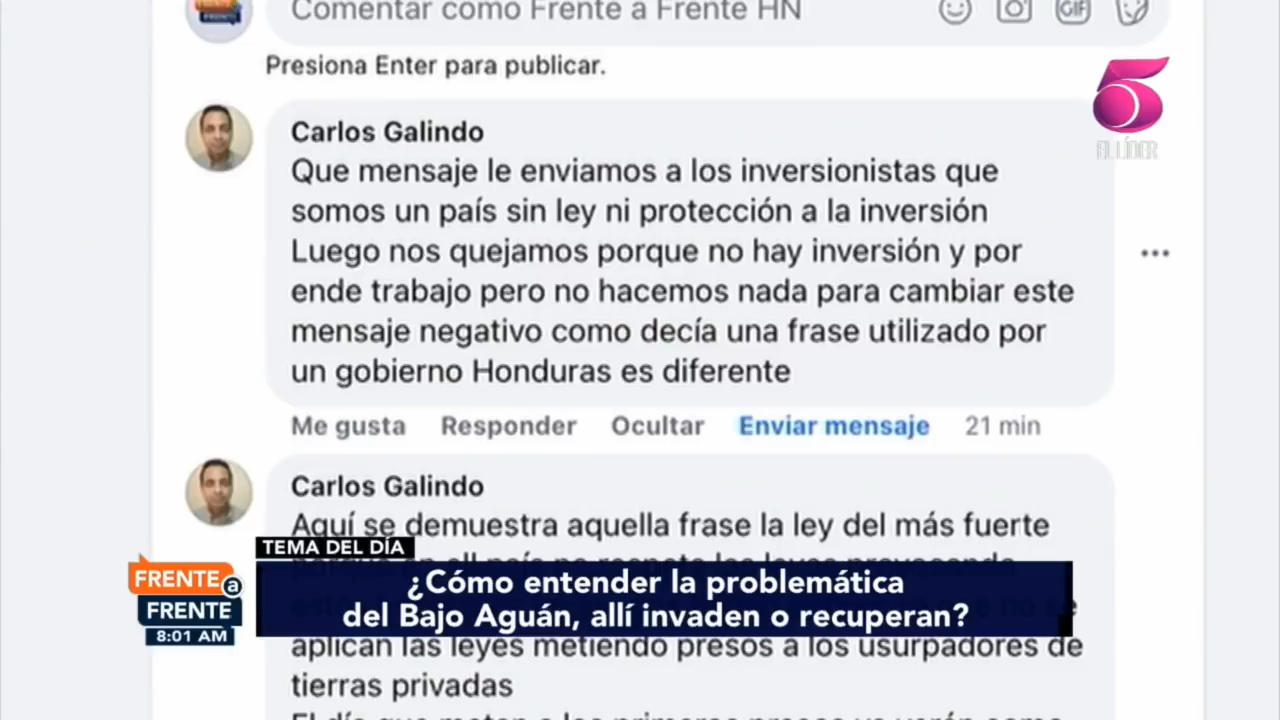 Comentar como Frente a Frente HN
GIF
Presiona Enter para publicar.
5
EL LÍDER
Carlos Galindo
Que mensaje le enviamos a los inversionistas que
somos un país sin ley ni protección a la inversión
Luego nos quejamos porque no hay inversión y por
ende trabajo pero no hacemos nada para cambiar este
mensaje negativo como decía una frase utilizado por
un gobierno Honduras es diferente
Me gusta Responder Ocultar Enviar mensaje 21 min
Carlos Galindo
Aquí se demuestra aquella frase la ley del más fuerte
TEMA DEL DÍA
¿Cómo entender la problemática
del Bajo Aguán, allí invaden o recuperan?
FRENTE a
FRENTE
8:01 AM
aplican las leyes metiendo presos a los usurpadores de
tierras privadas